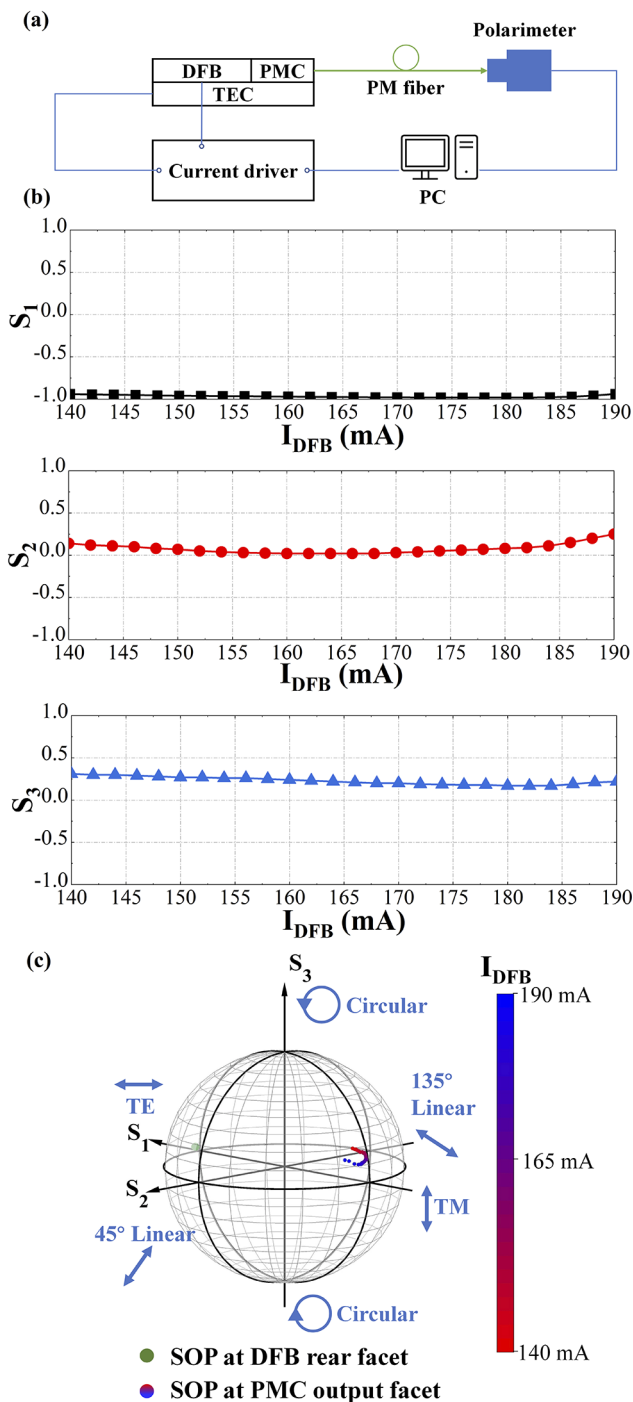 (a)
Polarimeter
DFB PMC
TEC
PM fiber
Current driver
PC
(b)
1.0
0.5
0.0
-0.5
-1.0
S1
140 145 150 155 160 165 170 175 180 185 190
IDFB (mA)
1.0
0.5
0.0
-0.5
-1.0
S2
140 145 150 155 160 165 170 175 180 185 190
IDFB (mA)
1.0
0.5
0.0
-0.5
-1.0
S3
140 145 150 155 160 165 170 175 180 185 190
IDFB (mA)
(c)
S3
Circular
IDFB
190 mA
165 mA
140 mA
TE
135°
Linear
S1
S2
TM
45° Linear
Circular
SOP at DFB rear facet
SOP at PMC output facet